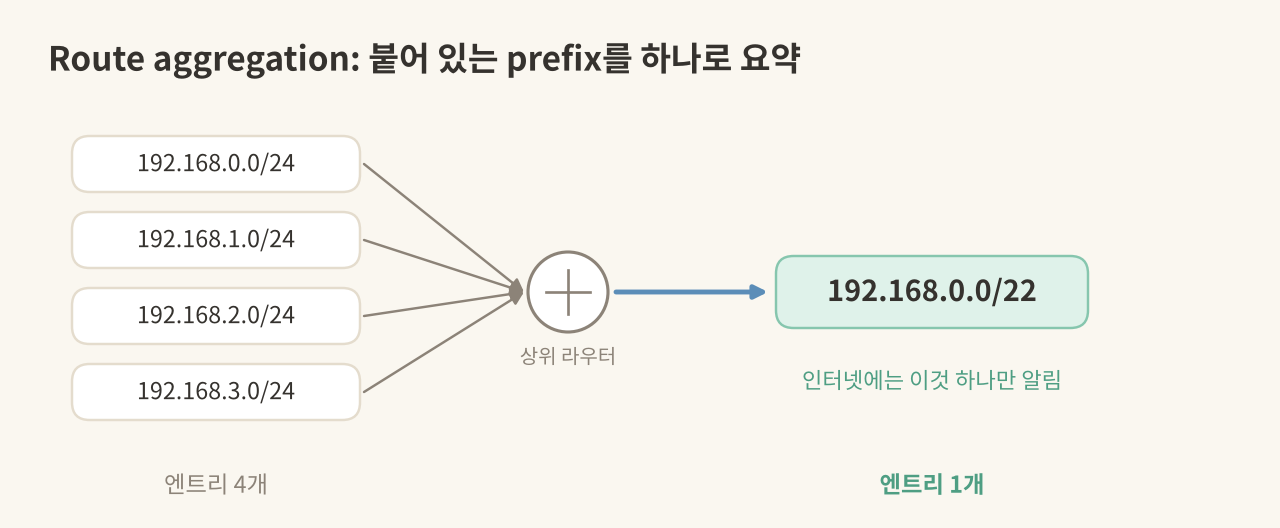 Route aggregation: 붙어 있는 prefix를 하나로 요약
192.168.0.0/24
192.168.1.0/24
192.168.2.0/24
192.168.3.0/24
상위 라우터
192.168.0.0/22
인터넷에는 이것 하나만 알림
엔트리 4개
엔트리 1개